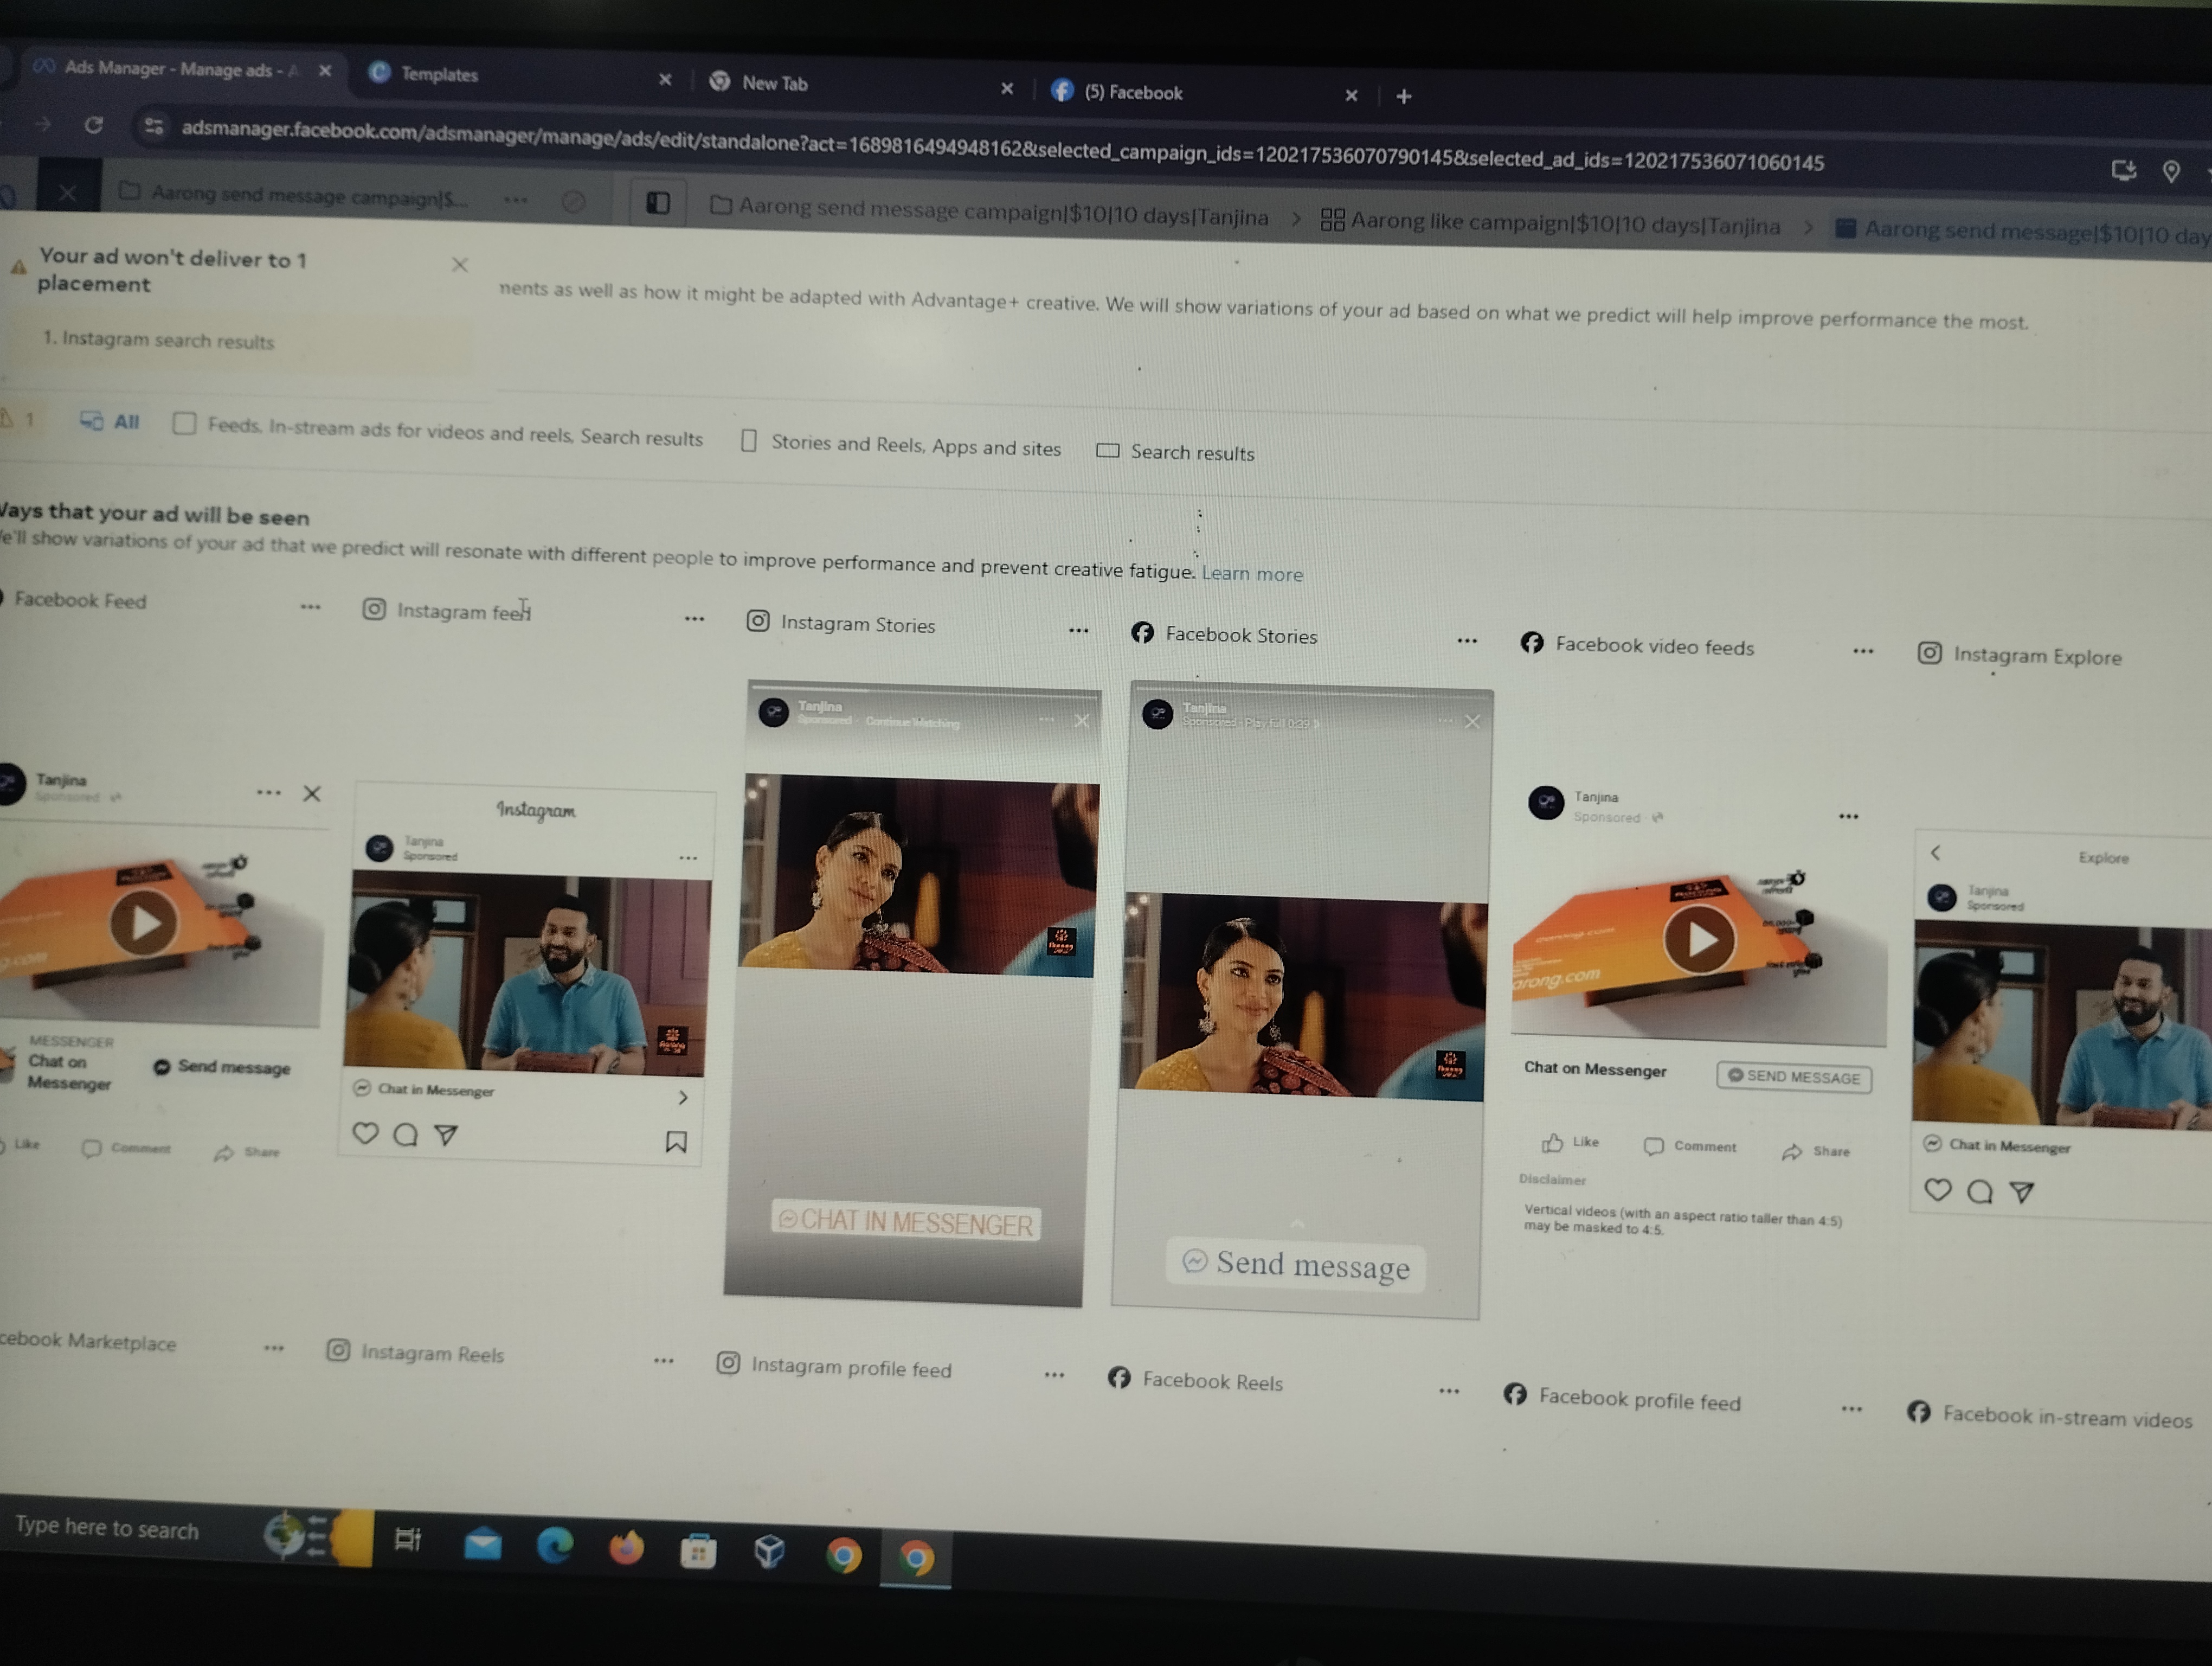 Ads Manager - Manage ads - A
Templates
New Tab
(5) Facebook
adsmanager.facebook.com/adsmanager/manage/ads/edit/standalone?act=1689816494948162&selected_campaign_ids=120217536070790145&selected_ad_ids=120217536071060145
Aarong send message campaign|$...
Aarong send message campaign|$10|10 days|Tanjina
Aarong like campaign|$10|10 days|Tanjina
Aarong send message|$10|10 day
Your ad won't deliver to 1
placement
1. Instagram search results
nents as well as how it might be adapted with Advantage+ creative. We will show variations of your ad based on what we predict will help improve performance the most.
1
All
Feeds, In-stream ads for videos and reels, Search results
Stories and Reels, Apps and sites
Search results
Ways that your ad will be seen
We'll show variations of your ad that we predict will resonate with different people to improve performance and prevent creative fatigue. Learn more
Facebook Feed
Instagram feed
Instagram Stories
Facebook Stories
Facebook video feeds
Instagram Explore
Tanjina
Sponsored
MESSENGER
Chat on
Messenger
Send message
Like
Comment
Share
Instagram
Tanjina
Sponsored
Chat in Messenger
Tanjina
Sponsored · Continue Watching
Aarong
CHAT IN MESSENGER
Tanjina
Sponsored · Play full 0:29
Aarong
Send message
Tanjina
Sponsored
arong.com
Chat on Messenger
SEND MESSAGE
Like
Comment
Share
Disclaimer
Vertical videos (with an aspect ratio taller than 4:5)
may be masked to 4:5.
Explore
Tanjina
Sponsored
Chat in Messenger
cebook Marketplace
Instagram Reels
Instagram profile feed
Facebook Reels
Facebook profile feed
Facebook in-stream videos
Type here to search